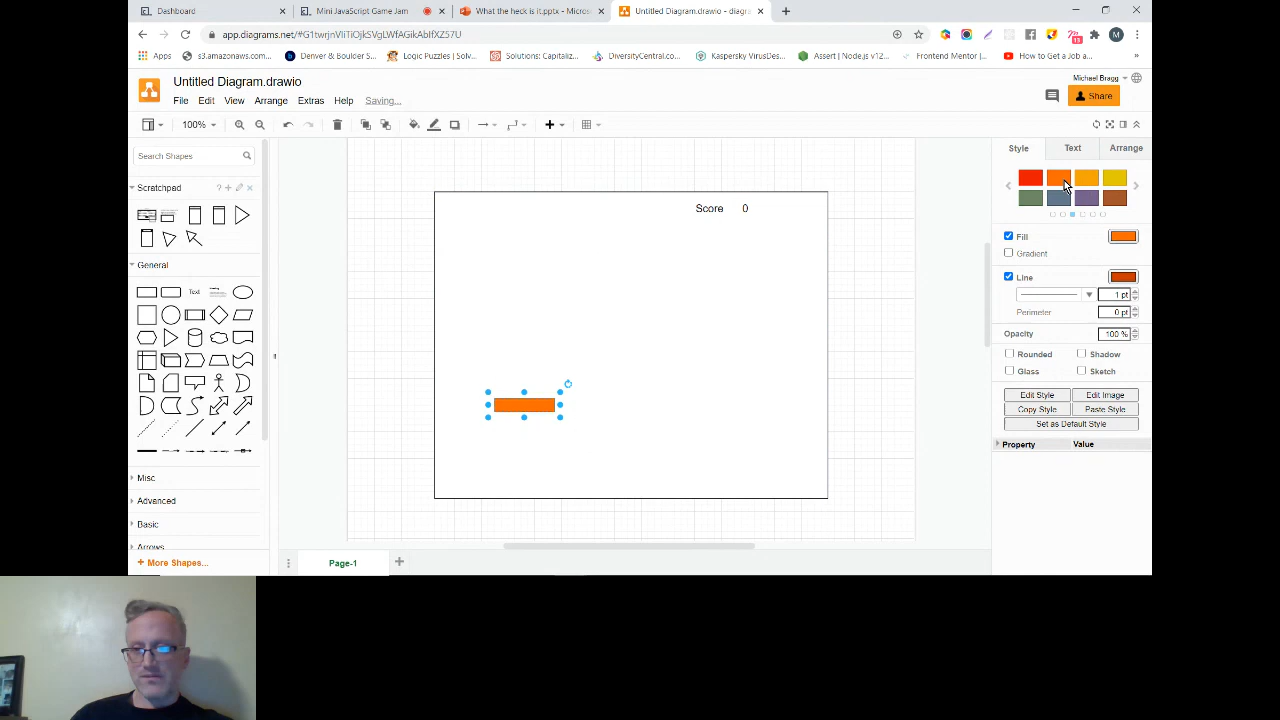 Dashboard
Mini JavaScript Game Jam
What the heck is it.pptx - Micros
Untitled Diagram.drawio - diagra
app.diagrams.net/#G1twrjnVIiTiOjkSVgLWfAGikAbIfXZ57U
M
Apps
s3.amazonaws.com...
Denver & Boulder S...
Logic Puzzles | Solv...
Solutions: Capitaliz...
DiversityCentral.co...
Kaspersky VirusDes...
Assert | Node.js v12...
Frontend Mentor |...
How to Get a Job a...
»
Untitled Diagram.drawio
Michael Bragg
File Edit View Arrange Extras Help Saving...
Share
100%
Search Shapes
Style Text Arrange
Scratchpad
?
General
Text
Score 0
Fill
Gradient
Line
1 pt
Perimeter
0 pt
Opacity
100 %
Rounded
Shadow
Glass
Sketch
Edit Style
Edit Image
Copy Style
Paste Style
Set as Default Style
Property Value
Misc
Advanced
Basic
Arrows
+ More Shapes...
Page-1